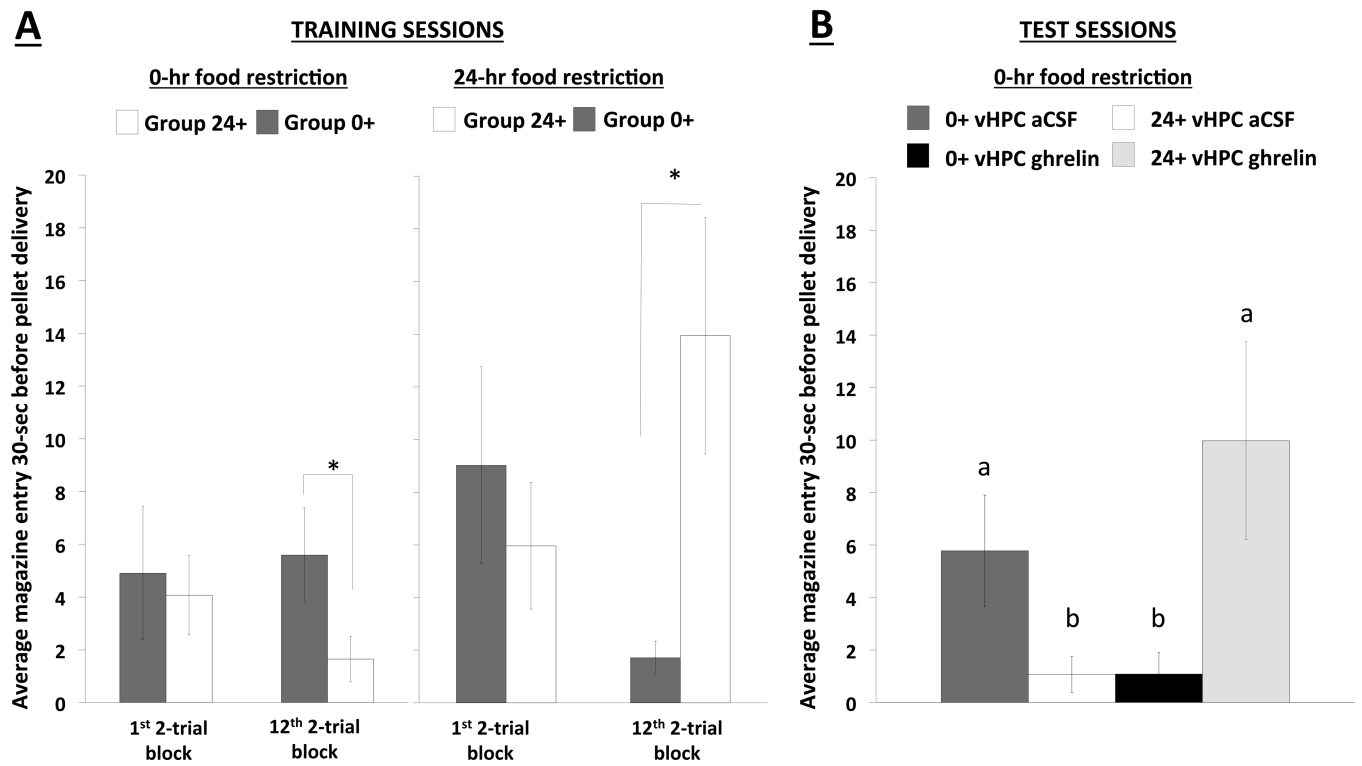 A
TRAINING SESSIONS
0-hr food restriction
24-hr food restriction
Group 24+
Group 0+
Group 24+
Group 0+
Average magazine entry 30-sec before pellet delivery
20
18
16
14
12
10
8
6
4
2
0
*
*
1st 2-trial
block
12th 2-trial
block
1st 2-trial
block
12th 2-trial
block
B
TEST SESSIONS
0-hr food restriction
0+ vHPC aCSF
24+ vHPC aCSF
0+ vHPC ghrelin
24+ vHPC ghrelin
Average magazine entry 30-sec before pellet delivery
20
18
16
14
12
10
8
6
4
2
0
a
b
b
a